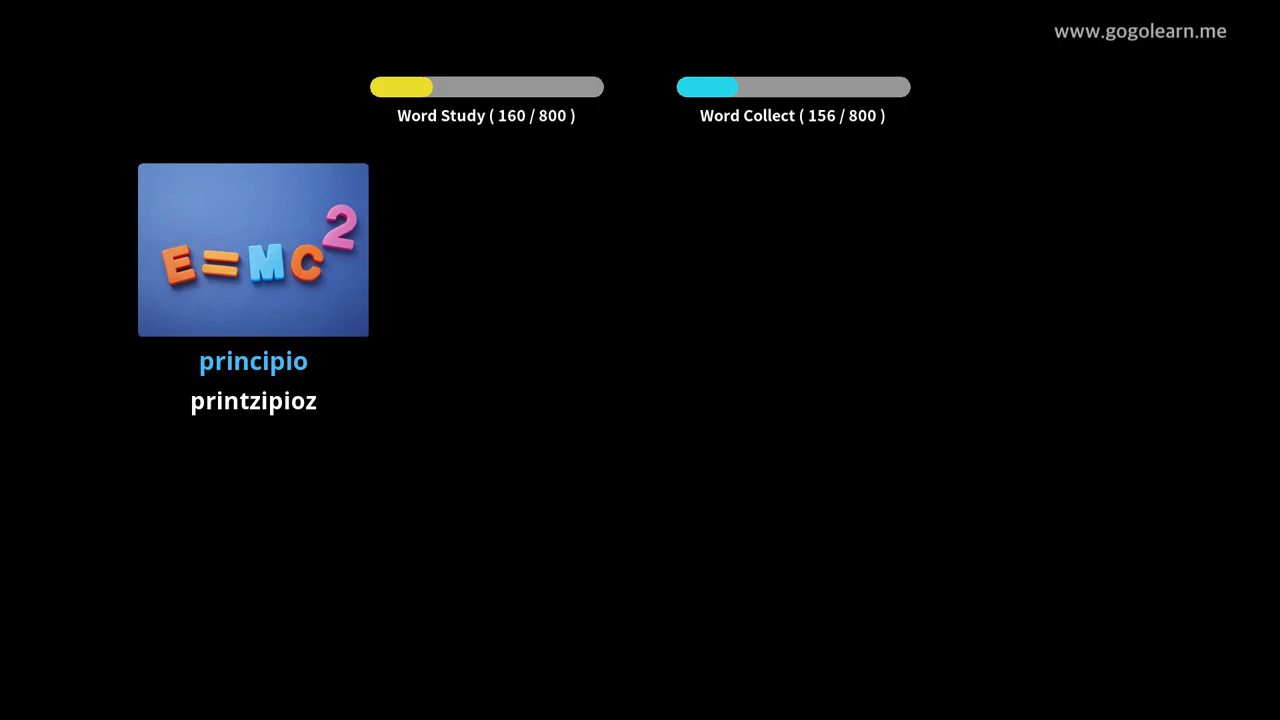 www.gogolearn.me
Word Study ( 160 / 800 )
Word Collect ( 156 / 800 )
E=MC²
principio
printzipioz